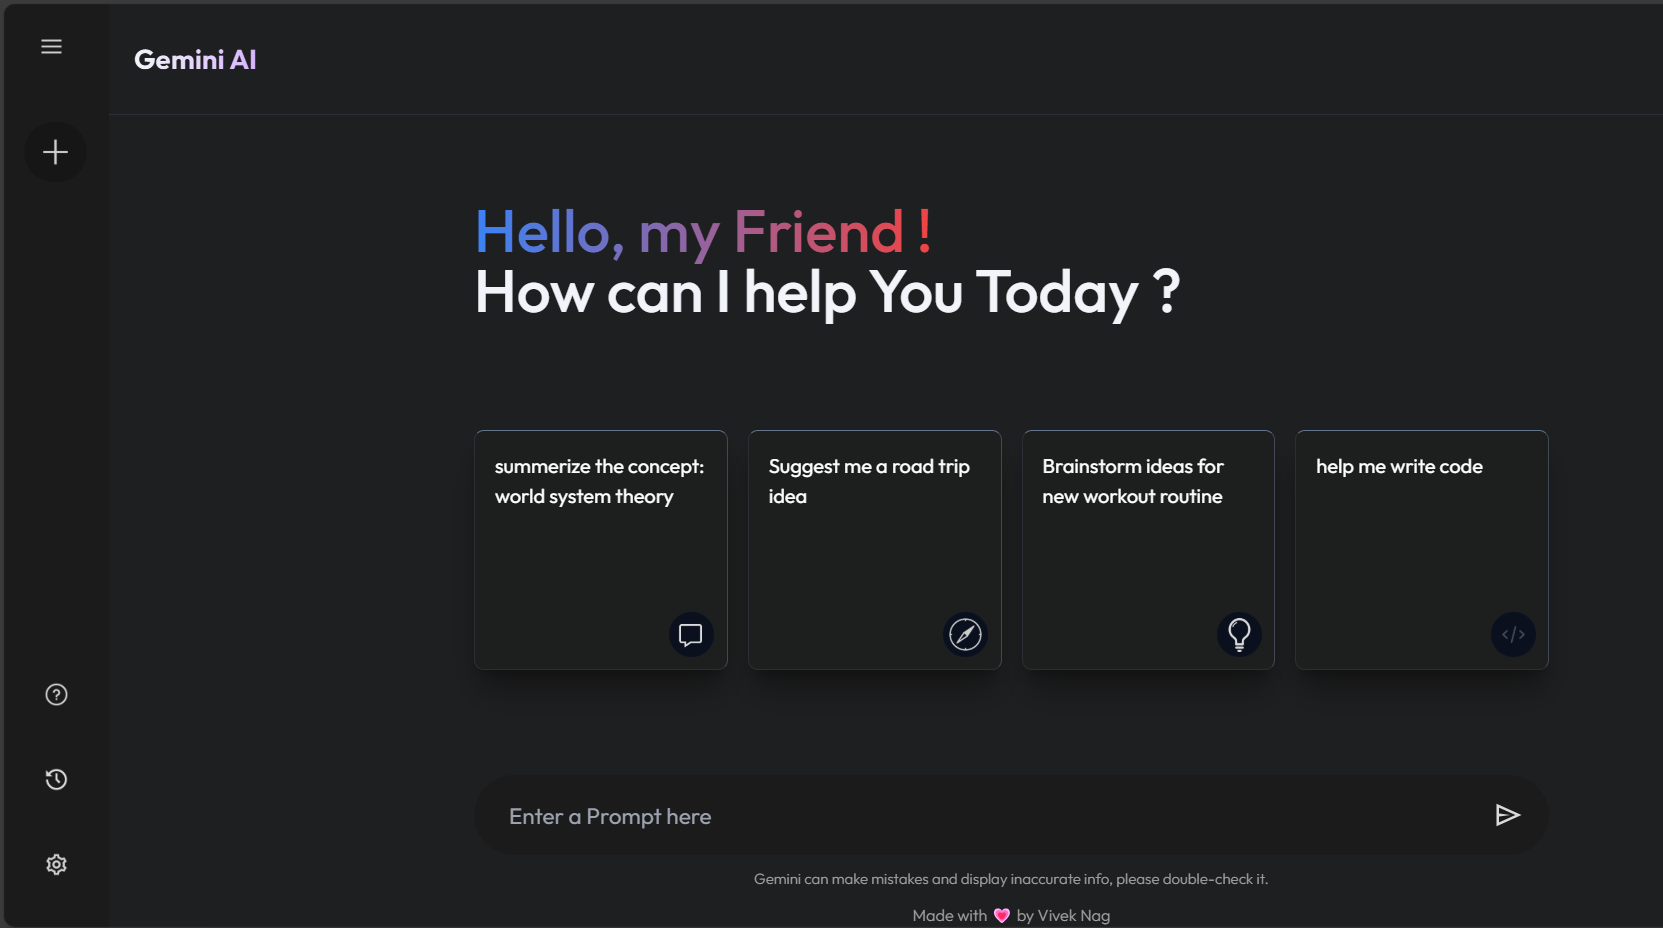 Gemini AI
Hello, my Friend !
How can I help You Today ?
summerize the concept:
world system theory
Suggest me a road trip
idea
Brainstorm ideas for
new workout routine
help me write code
Enter a Prompt here
Gemini can make mistakes and display inaccurate info, please double-check it.
Made with 💗 by Vivek Nag